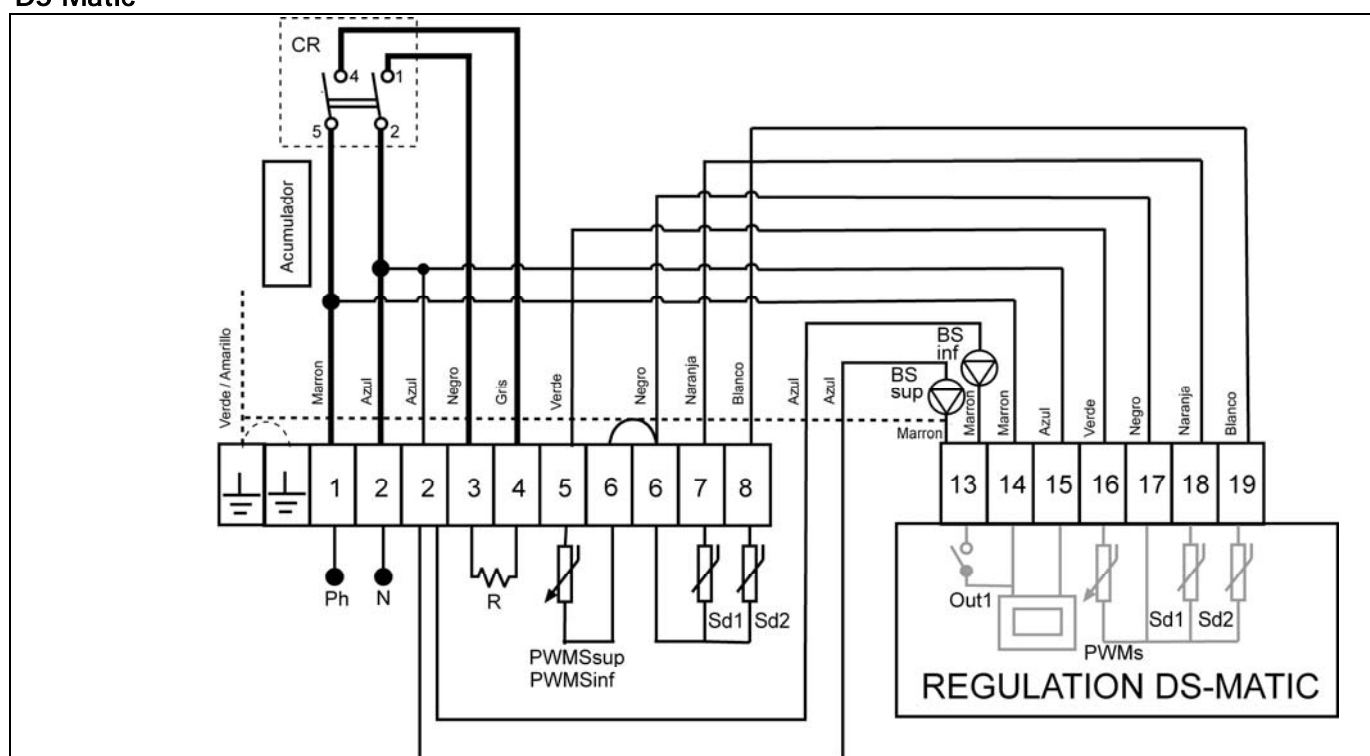 DS-Matic
CR
4
1
5
2
Acumulador
Verde / Amarillo
Marron
Azul
Azul
Negro
Gris
Verde
Negro
Naranja
Blanco
Azul
Azul
BS
inf
BS
sup
Marron
Marron
Marron
Azul
Verde
Negro
Naranja
Blanco
1
2
2
3
4
5
6
6
7
8
13
14
15
16
17
18
19
Ph
N
R
Sd1
Sd2
PWMSsup
PWMSinf
Out1
Sd1
Sd2
PWMs
REGULATION DS-MATIC